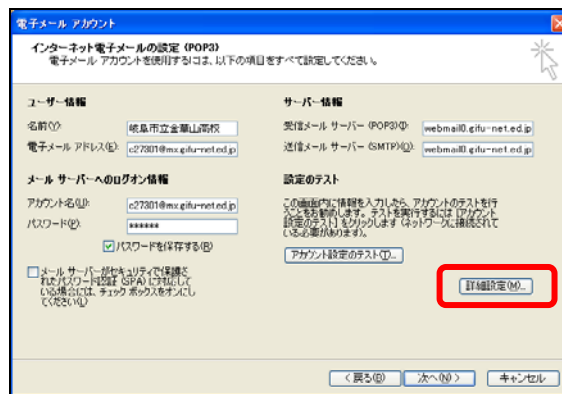 電子メール アカウント
インターネット電子メールの設定 (POP3)
電子メール アカウントを使用するには、以下の項目をすべて設定してください。
ユーザー情報
名前(Y):
岐阜市立金華山高校
電子メール アドレス(E):
c27301@mx.gifu-net.ed.jp
メール サーバーへのログオン情報
アカウント名(U):
c27301@mx.gifu-net.ed.jp
パスワード(P):
******
パスワードを保存する(R)
メール サーバーがセキュリティで保護さ
れたパスワード認証 (SPA) に対応して
いる場合には、チェック ボックスをオンにし
てください(L)
サーバー情報
受信メール サーバー (POP3)(I):
webmail0.gifu-net.ed.jp
送信メール サーバー (SMTP)(O):
webmail0.gifu-net.ed.jp
設定のテスト
この画面内に情報を入力したら、アカウントのテストを行
うことをお勧めします。テストを実行するには [アカウント
設定のテスト] をクリックします (ネットワークに接続されて
いる必要があります)。
アカウント設定のテスト(T)...
詳細設定(M)...
< 戻る(B)
次へ(N) >
キャンセル